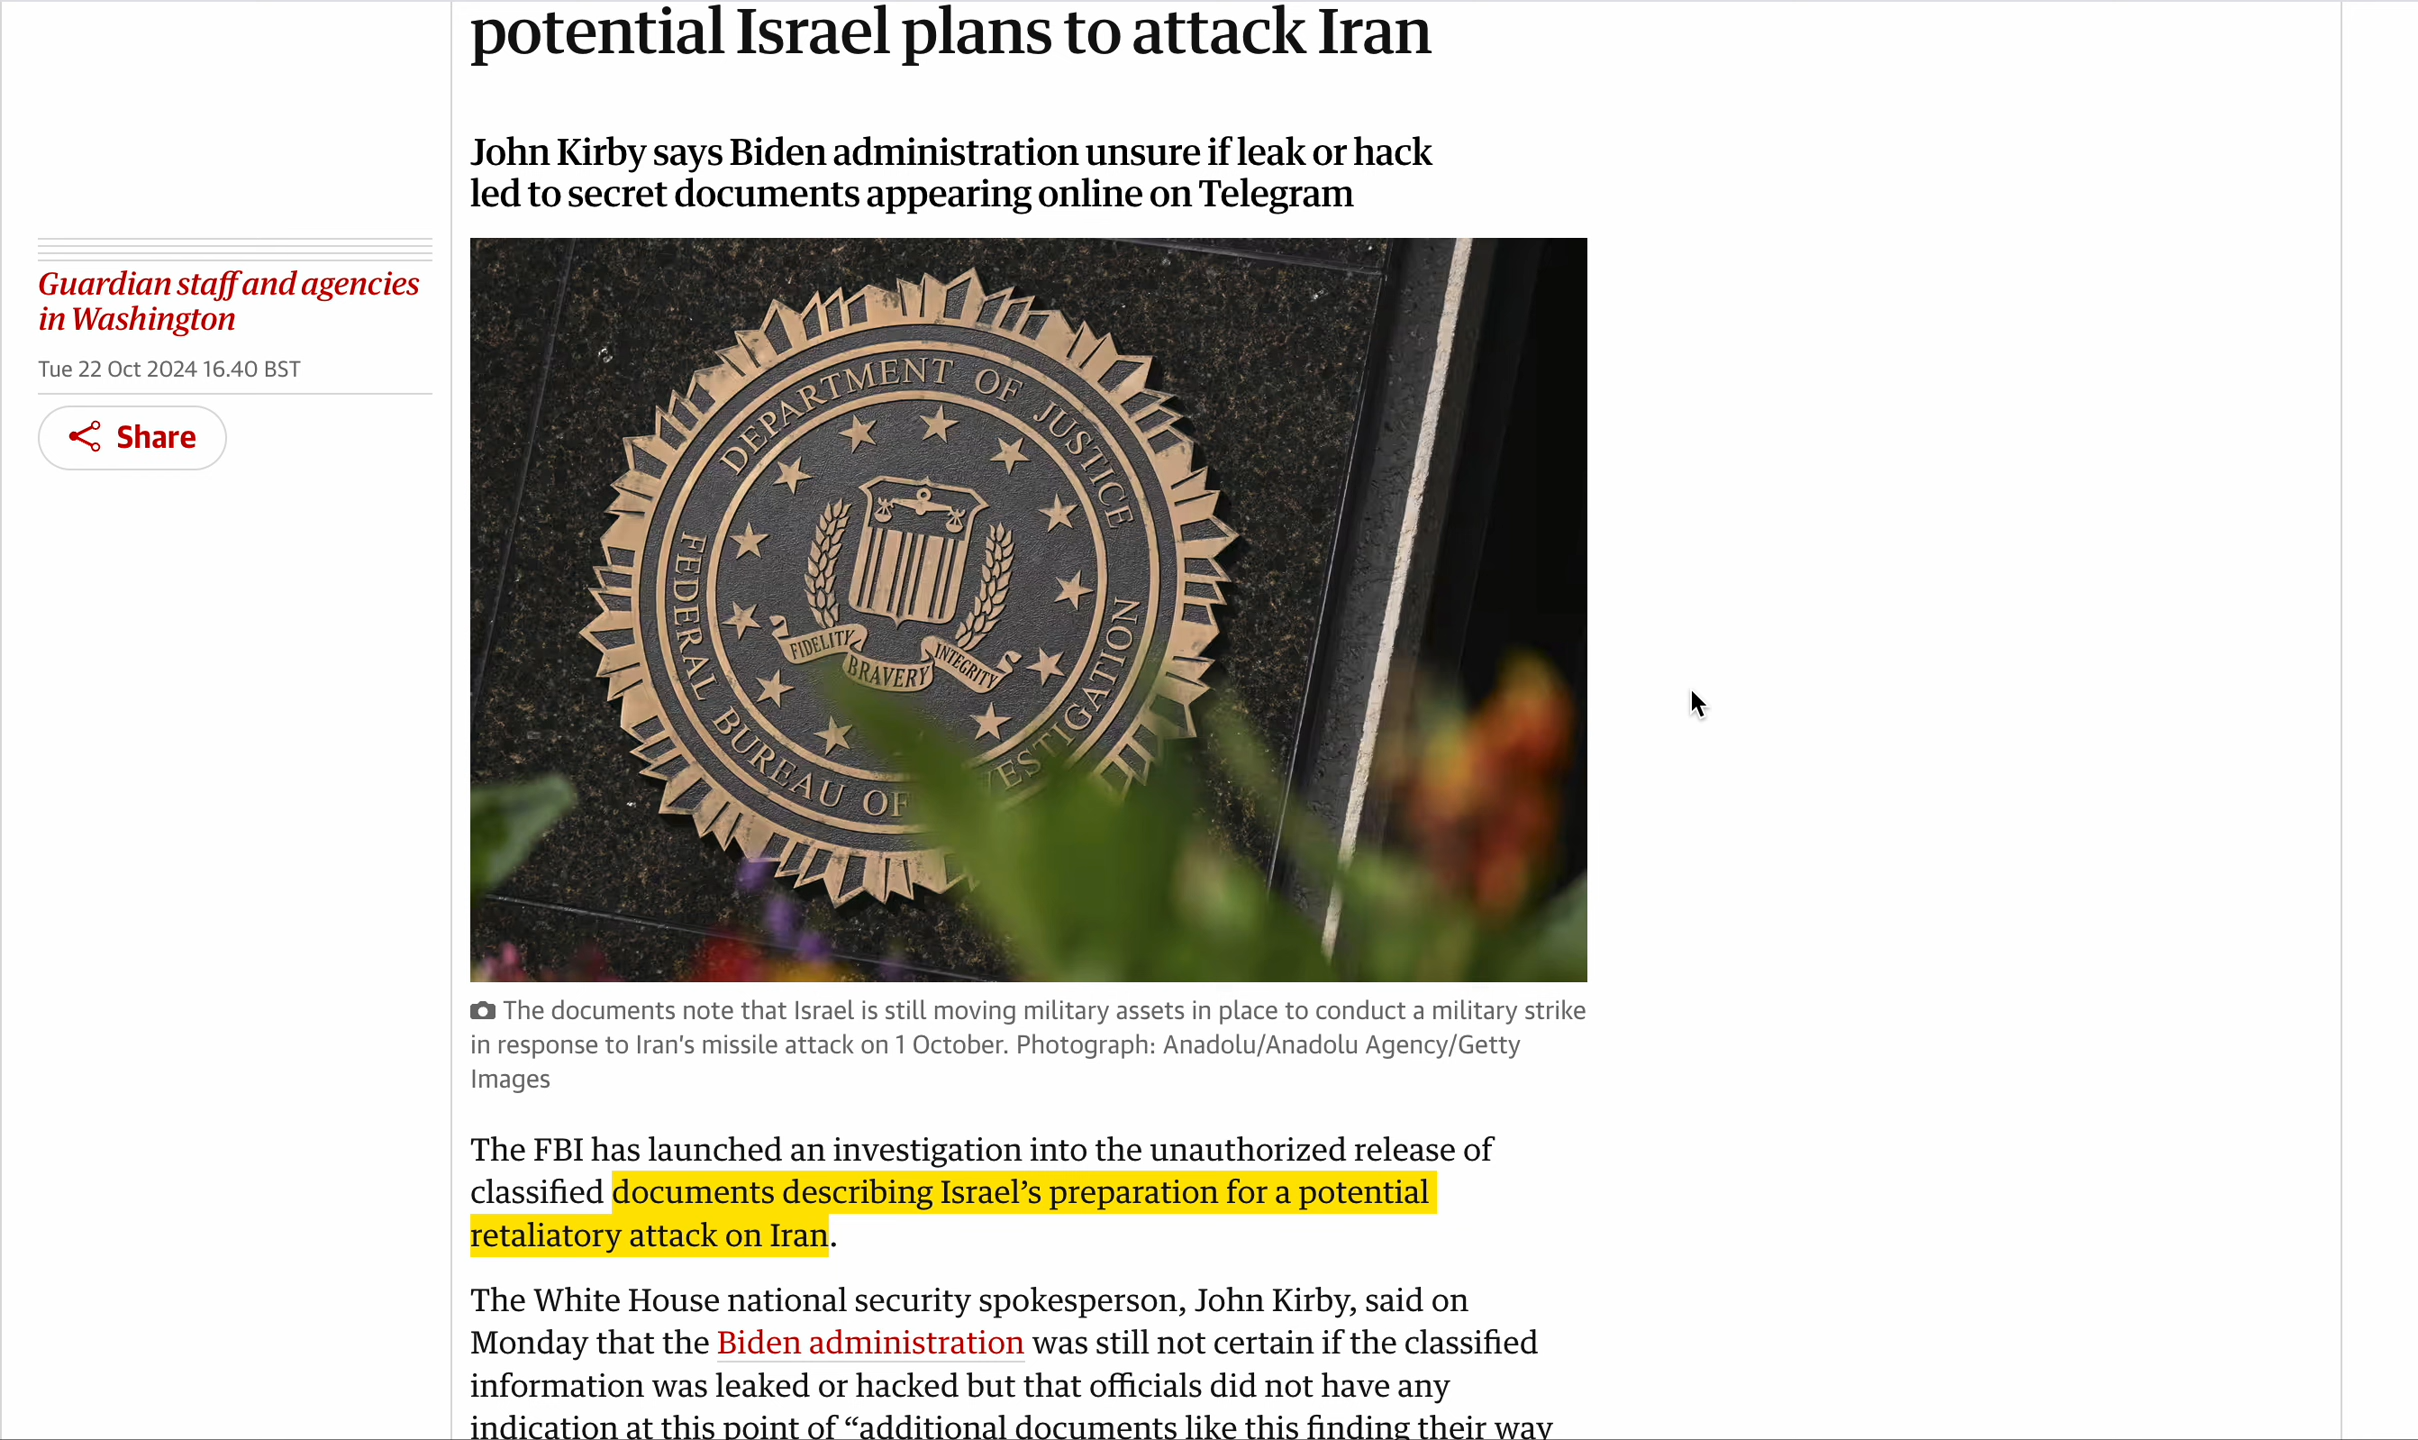 potential Israel plans to attack Iran
John Kirby says Biden administration unsure if leak or hack
led to secret documents appearing online on Telegram
Guardian staff and agencies
in Washington
Tue 22 Oct 2024 16.40 BST
Share
DEPARTMENT OF JUSTICE
FEDERAL BUREAU OF VESTIGATION
FIDELITY
BRAVERY
INTEGRITY
The documents note that Israel is still moving military assets in place to conduct a military strike
in response to Iran's missile attack on 1 October. Photograph: Anadolu/Anadolu Agency/Getty
Images
The FBI has launched an investigation into the unauthorized release of
classified documents describing Israel’s preparation for a potential
retaliatory attack on Iran.
The White House national security spokesperson, John Kirby, said on
Monday that the Biden administration was still not certain if the classified
information was leaked or hacked but that officials did not have any
indication at this point of “additional documents like this finding their way